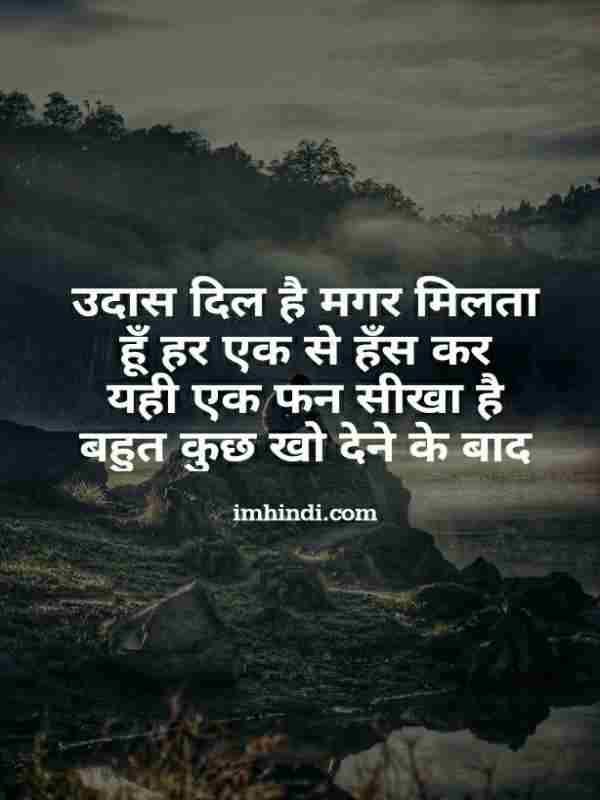 उदास दिल है मगर मिलता
हूँ हर एक से हँस कर
यही एक फन सीखा है
बहुत कुछ खो देने के बाद
imhindi.com